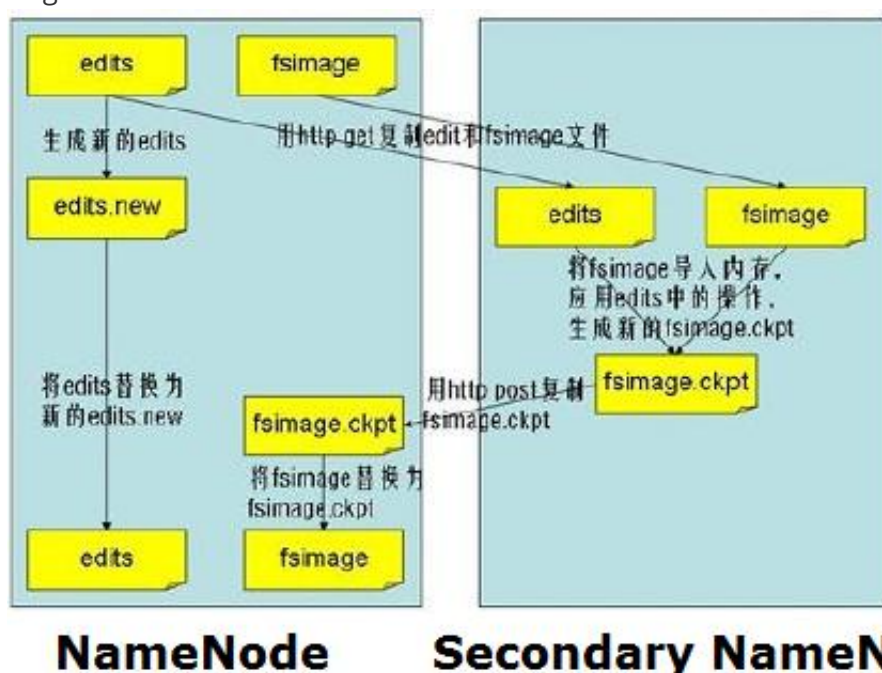 edits
fsimage
生成新的edits
用http get复制edit和fsimage文件
edits.new
edits
fsimage
将fsimage导入内存，
应用edits中的操作，
生成新的fsimage.ckpt
将edits替换为
新的edits.new
用http post复制
fsimage.ckpt
fsimage.ckpt
fsimage.ckpt
将fsimage替换为
fsimage.ckpt
edits
fsimage
NameNode
Secondary NameN